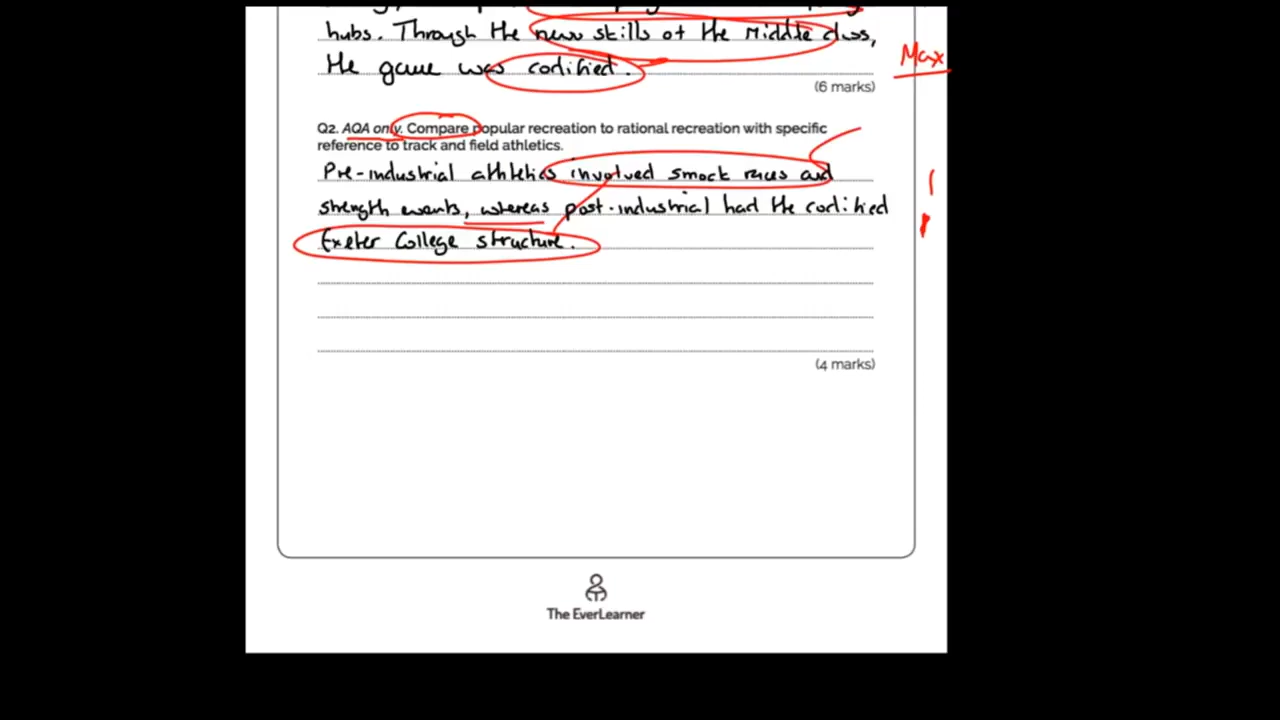 hubs. Through the new skills of the Middle class,
the game was codified.
Max
(6 marks)
Q2. AQA only. Compare popular recreation to rational recreation with specific
reference to track and field athletics.
Pre-industrial athletics involved smock races and
strength events, whereas post-industrial had the codified
Exeter College structure.
(4 marks)
The EverLearner